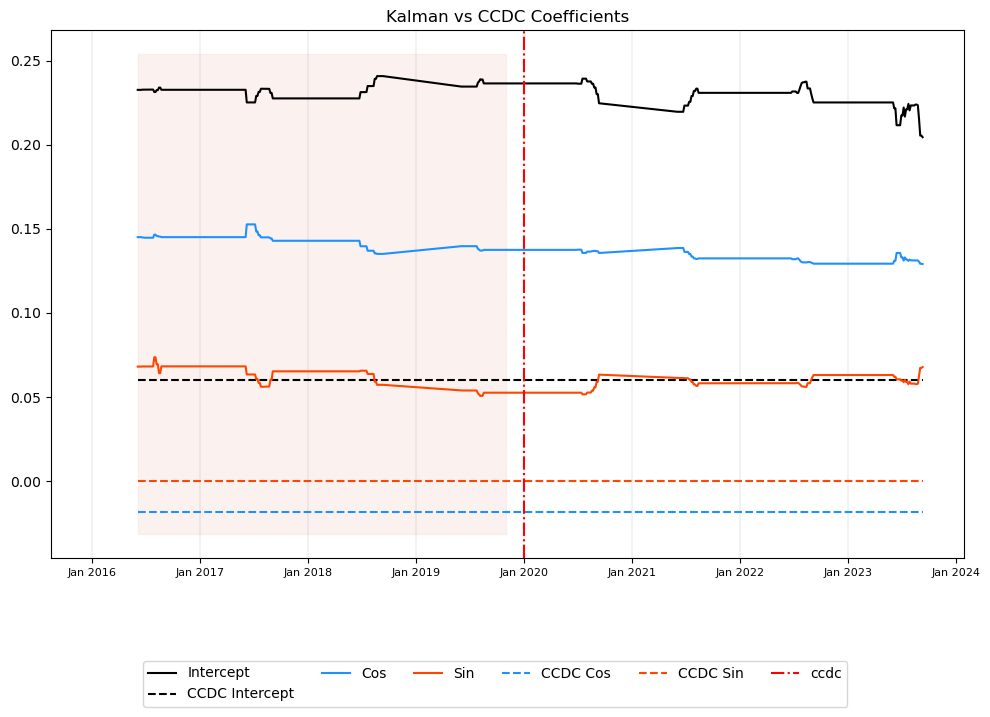 Kalman vs CCDC Coefficients
0.25
0.20
0.15
0.10
0.05
0.00
Jan 2016 Jan 2017 Jan 2018 Jan 2019 Jan 2020 Jan 2021 Jan 2022 Jan 2023 Jan 2024
Intercept Cos Sin CCDC Cos CCDC Sin ccdc
CCDC Intercept